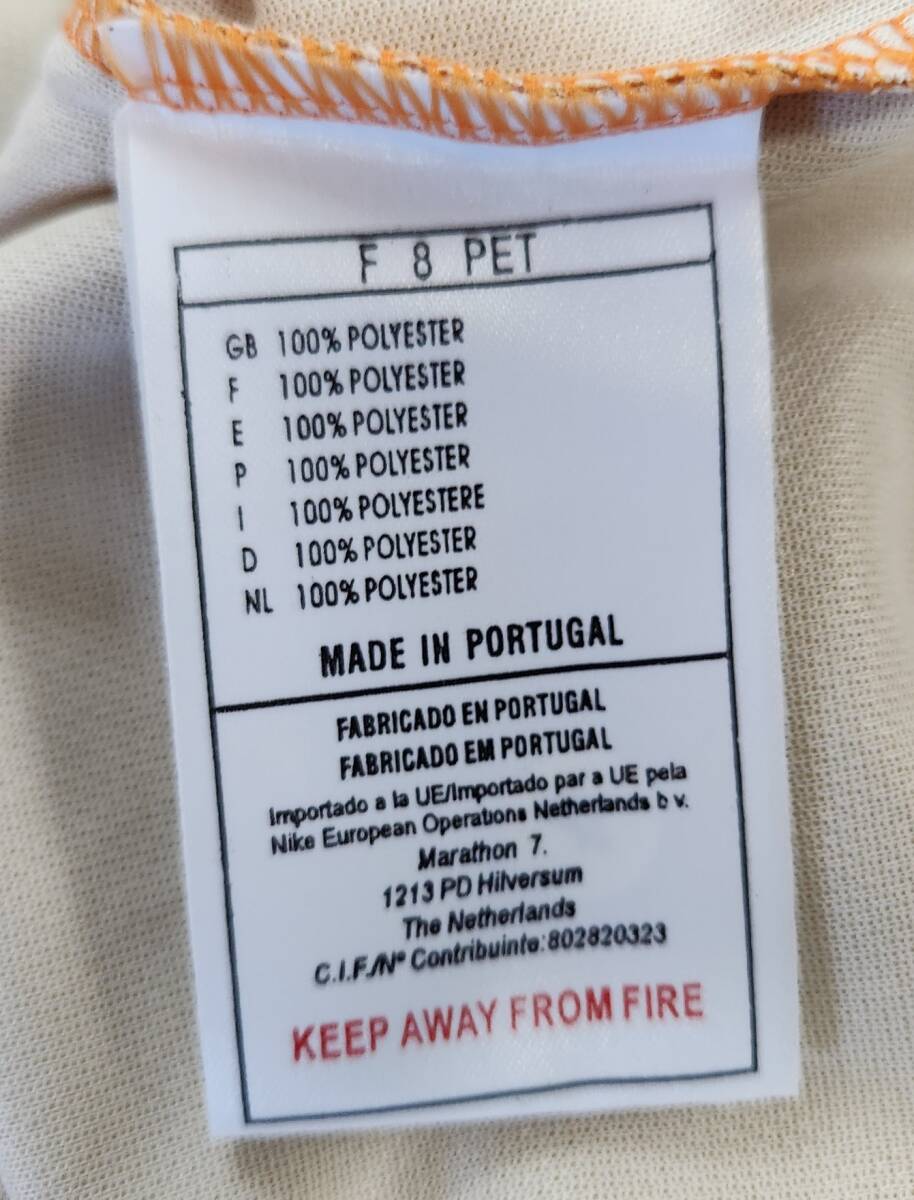 F 8 PET
GB 100% POLYESTER
F 100% POLYESTER
E 100% POLYESTER
P 100% POLYESTER
I 100% POLYESTERE
D 100% POLYESTER
NL 100% POLYESTER
MADE IN PORTUGAL
FABRICADO EN PORTUGAL
FABRICADO EM PORTUGAL
Importado a la UE/Importado par a UE pela
Nike European Operations Netherlands b v.
Marathon 7.
1213 PD Hilversum
The Netherlands
C.I.F./Nº Contribuinte:802820323
KEEP AWAY FROM FIRE